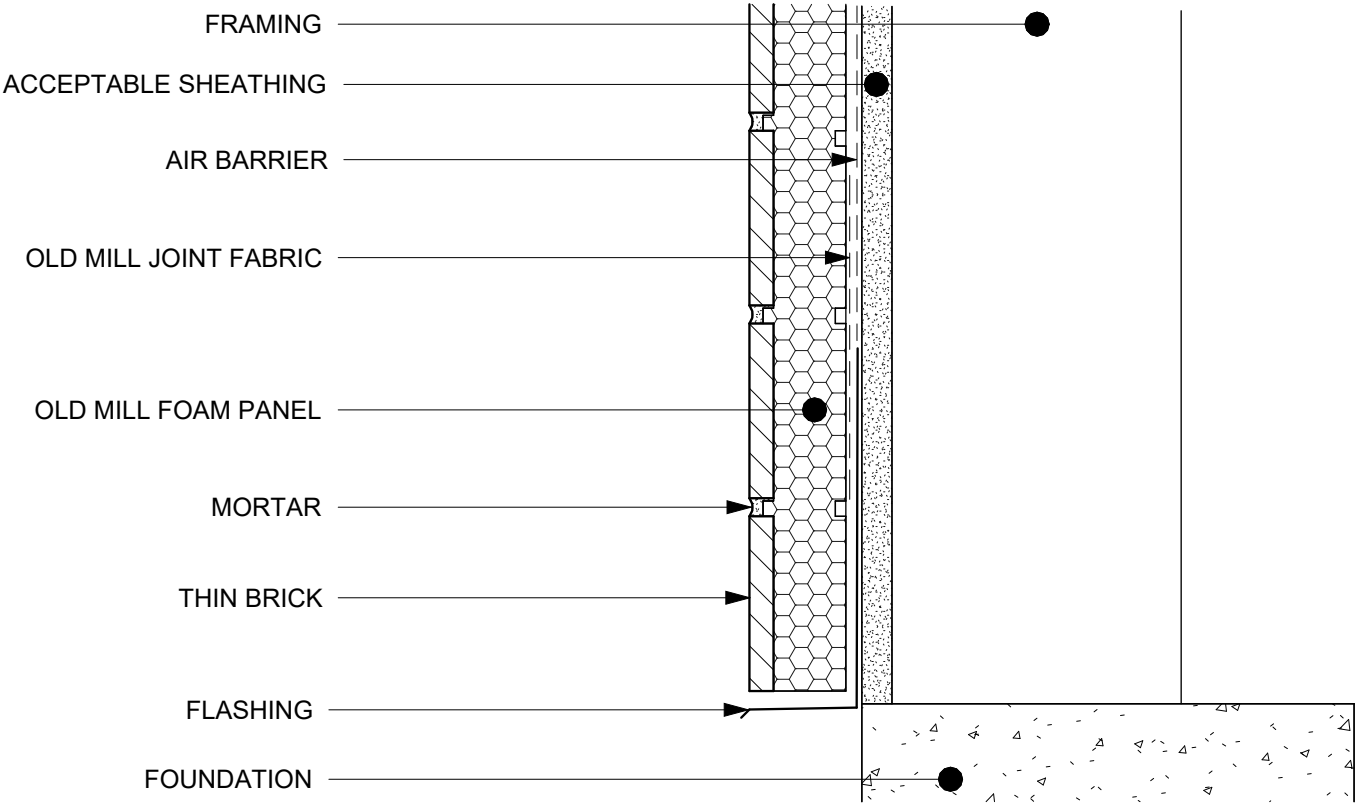 FRAMING
ACCEPTABLE SHEATHING
AIR BARRIER
OLD MILL JOINT FABRIC
OLD MILL FOAM PANEL
MORTAR
THIN BRICK
FLASHING
FOUNDATION